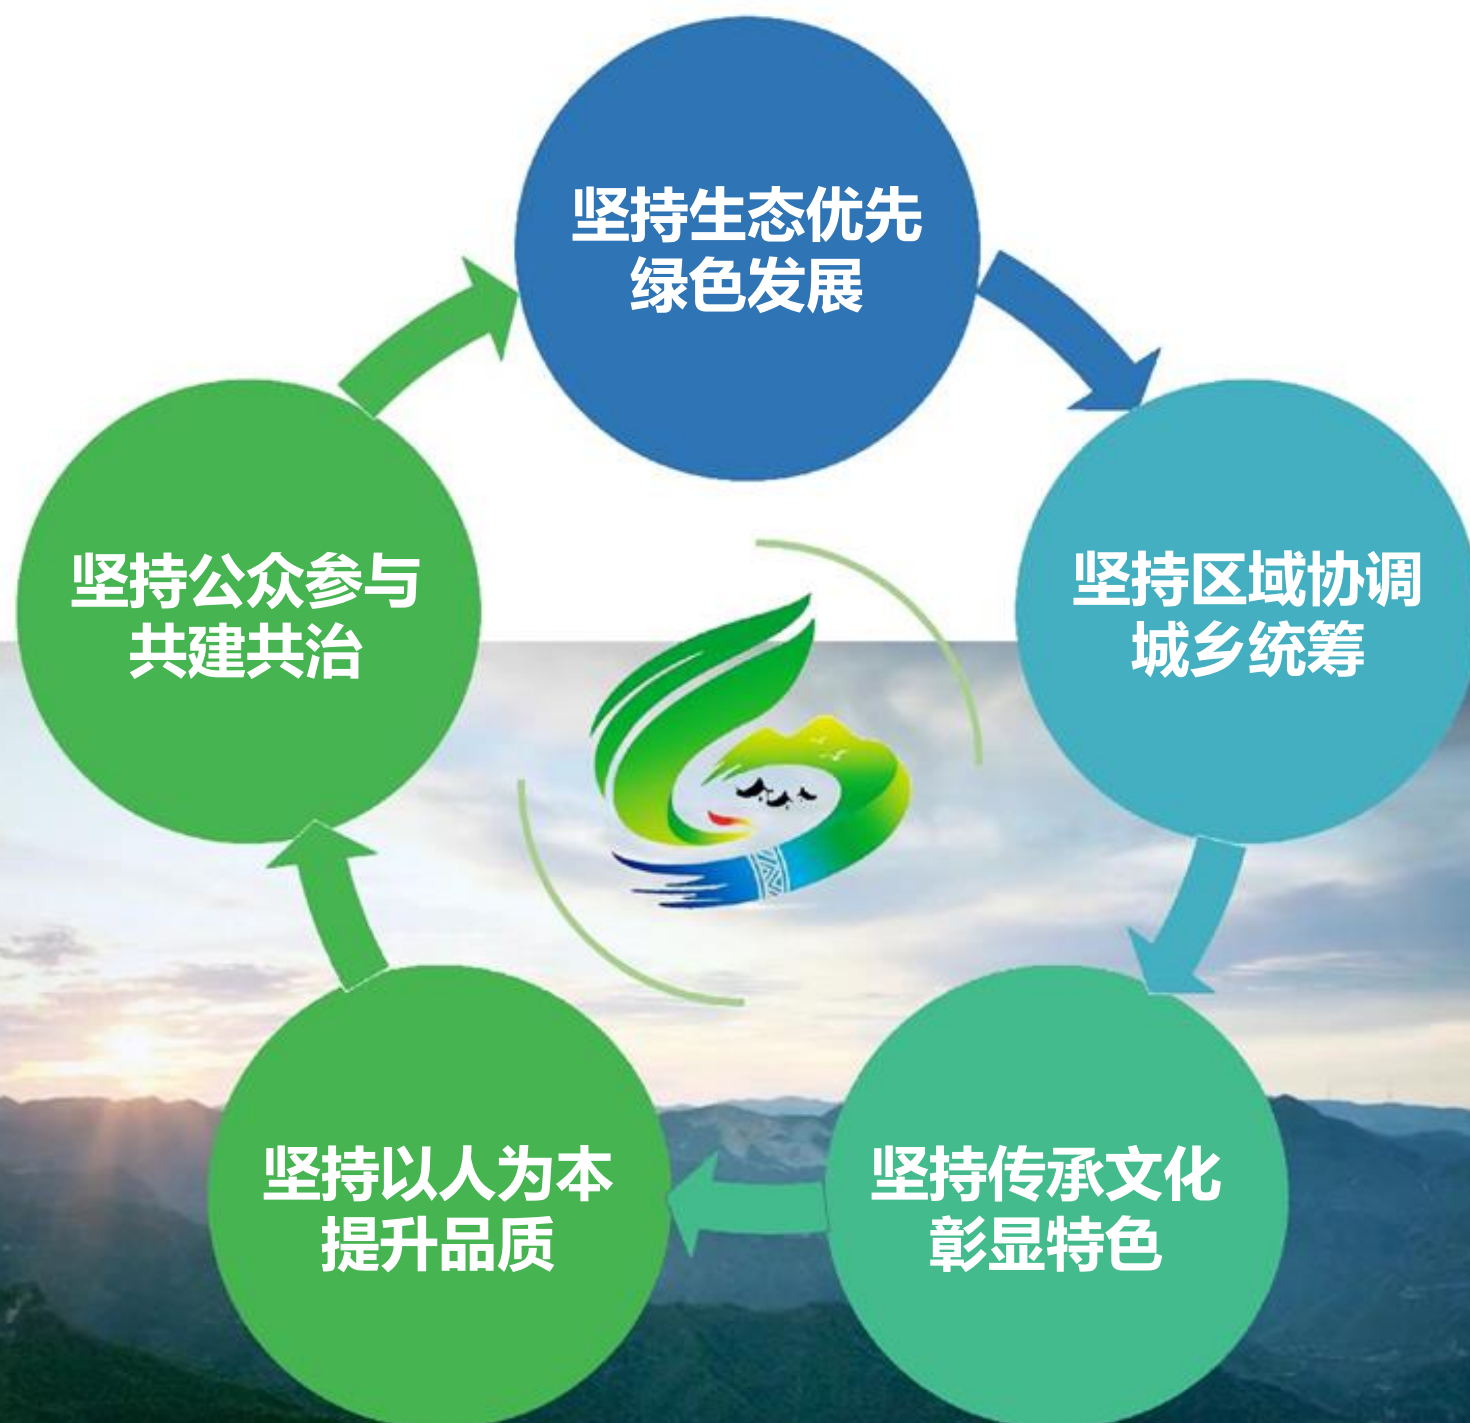 坚持生态优先
绿色发展
坚持区域协调
城乡统筹
坚持传承文化
彰显特色
坚持以人为本
提升品质
坚持公众参与
共建共治